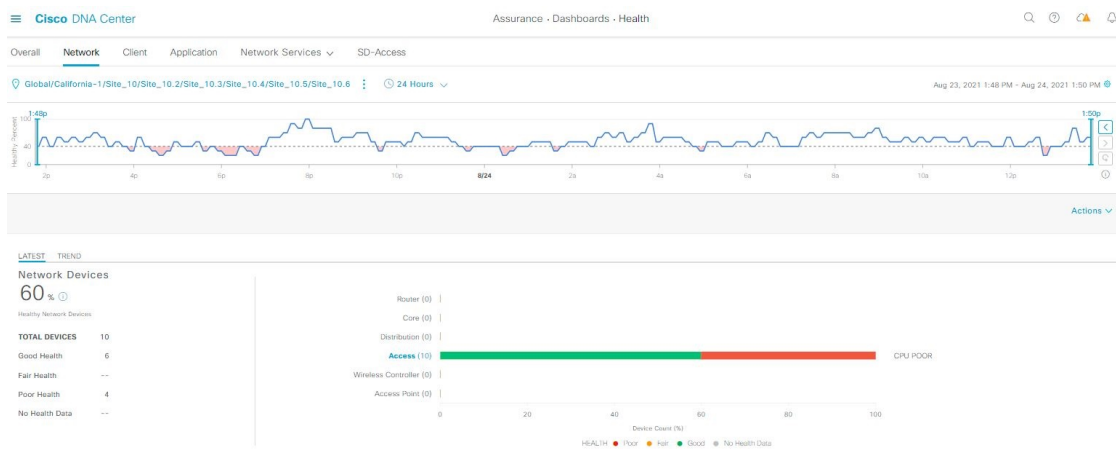 Cisco DNA Center
Assurance · Dashboards · Health
Overall Network Client Application Network Services SD-Access
Global/California-1/Site_10/Site_10.2/Site_10.3/Site_10.4/Site_10.5/Site_10.6 24 Hours Aug 23, 2021 1:48 PM - Aug 24, 2021 1:50 PM
1:48p 1:50p
Healthy Percent
100
40
0
2p 4p 6p 8p 10p 8/24 2a 4a 6a 8a 10a 12p
Actions
LATEST TREND
Network Devices
60 %
Healthy Network Devices
TOTAL DEVICES 10
Good Health 6
Fair Health --
Poor Health 4
No Health Data --
Router (0)
Core (0)
Distribution (0)
Access (10) CPU POOR
Wireless Controller (0)
Access Point (0)
0 20 40 60 80 100
Device Count (%)
HEALTH Poor Fair Good No Health Data